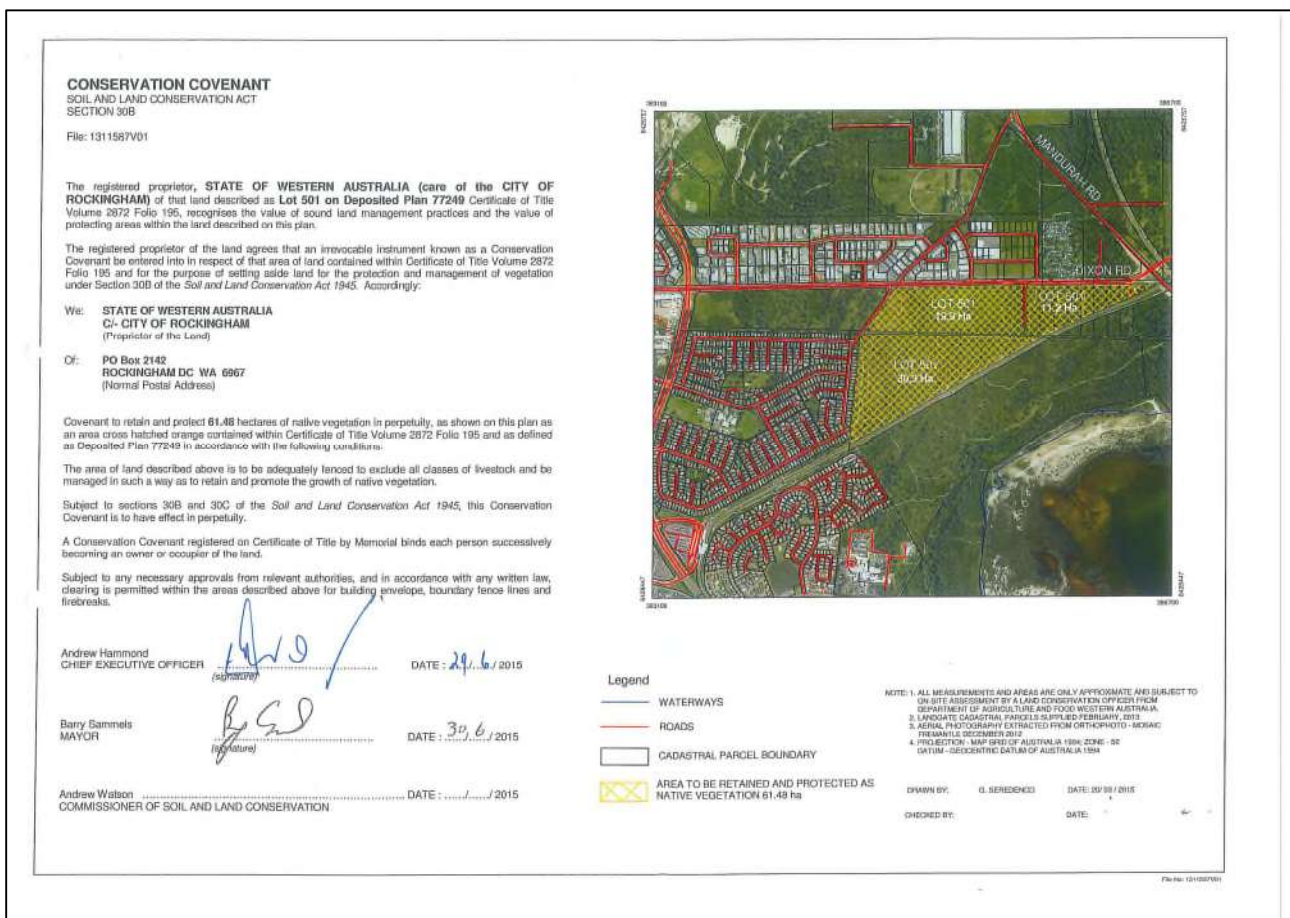 CONSERVATION COVENANT
SOIL AND LAND CONSERVATION ACT
SECTION 30B
File: 1311587V01
The registered proprietor, STATE OF WESTERN AUSTRALIA (care of the CITY OF
ROCKINGHAM) of that land described as Lot 501 on Deposited Plan 77249 Certificate of Title
Volume 2872 Folio 195, recognises the value of sound land management practices and the value of
protecting areas within the land described on this plan.
The registered proprietor of the land agrees that an irrevocable instrument known as a Conservation
Covenant be entered into in respect of that area of land contained within Certificate of Title Volume 2872
Folio 195 and for the purpose of setting aside land for the protection and management of vegetation
under Section 30B of the Soil and Land Conservation Act 1945. Accordingly:
We: STATE OF WESTERN AUSTRALIA
C/- CITY OF ROCKINGHAM
(Proprietor of the Land)
Of: PO Box 2142
ROCKINGHAM DC WA 6967
(Normal Postal Address)
Covenant to retain and protect 61.48 hectares of native vegetation in perpetuity, as shown on this plan as
an area cross hatched orange contained within Certificate of Title Volume 2872 Folio 195 and as defined
as Deposited Plan 77249 in accordance with the following conditions:
The area of land described above is to be adequately fenced to exclude all classes of livestock and be
managed in such a way as to retain and promote the growth of native vegetation.
Subject to sections 30B and 30C of the Soil and Land Conservation Act 1945, this Conservation
Covenant is to have effect in perpetuity.
A Conservation Covenant registered on Certificate of Title by Memorial binds each person successively
becoming an owner or occupier of the land.
Subject to any necessary approvals from relevant authorities, and in accordance with any written law,
clearing is permitted within the areas described above for building envelope, boundary fence lines and
firebreaks.
Andrew Hammond
CHIEF EXECUTIVE OFFICER DATE : 29/ 6 / 2015
(signature)
Barry Sammels
MAYOR DATE : 30/ 6 / 2015
(signature)
Andrew Watson DATE : ....../....../ 2015
COMMISSIONER OF SOIL AND LAND CONSERVATION
MANDURAH RD
DIXON RD
LOT 501
LOT 501
11.2 Ha
LOT 501
Legend
WATERWAYS
ROADS
CADASTRAL PARCEL BOUNDARY
AREA TO BE RETAINED AND PROTECTED AS
NATIVE VEGETATION 61.48 ha
NOTE: 1. ALL MEASUREMENTS AND AREAS ARE ONLY APPROXIMATE AND SUBJECT TO
ON-SITE ASSESSMENT BY A LAND CONSERVATION OFFICER FROM
DEPARTMENT OF AGRICULTURE AND FOOD WESTERN AUSTRALIA.
2. LANDGATE CADASTRAL PARCELS SUPPLIED FEBRUARY, 2013
3. AERIAL PHOTOGRAPHY EXTRACTED FROM ORTHOPHOTO - MOSAIC
FREMANTLE DECEMBER 2012
4. PROJECTION - MAP GRID OF AUSTRALIA 1994; ZONE - 50
DATUM - GEOCENTRIC DATUM OF AUSTRALIA 1994
DRAWN BY: G. DATE: 2015
CHECKED BY: DATE:
File No: 1311587V01